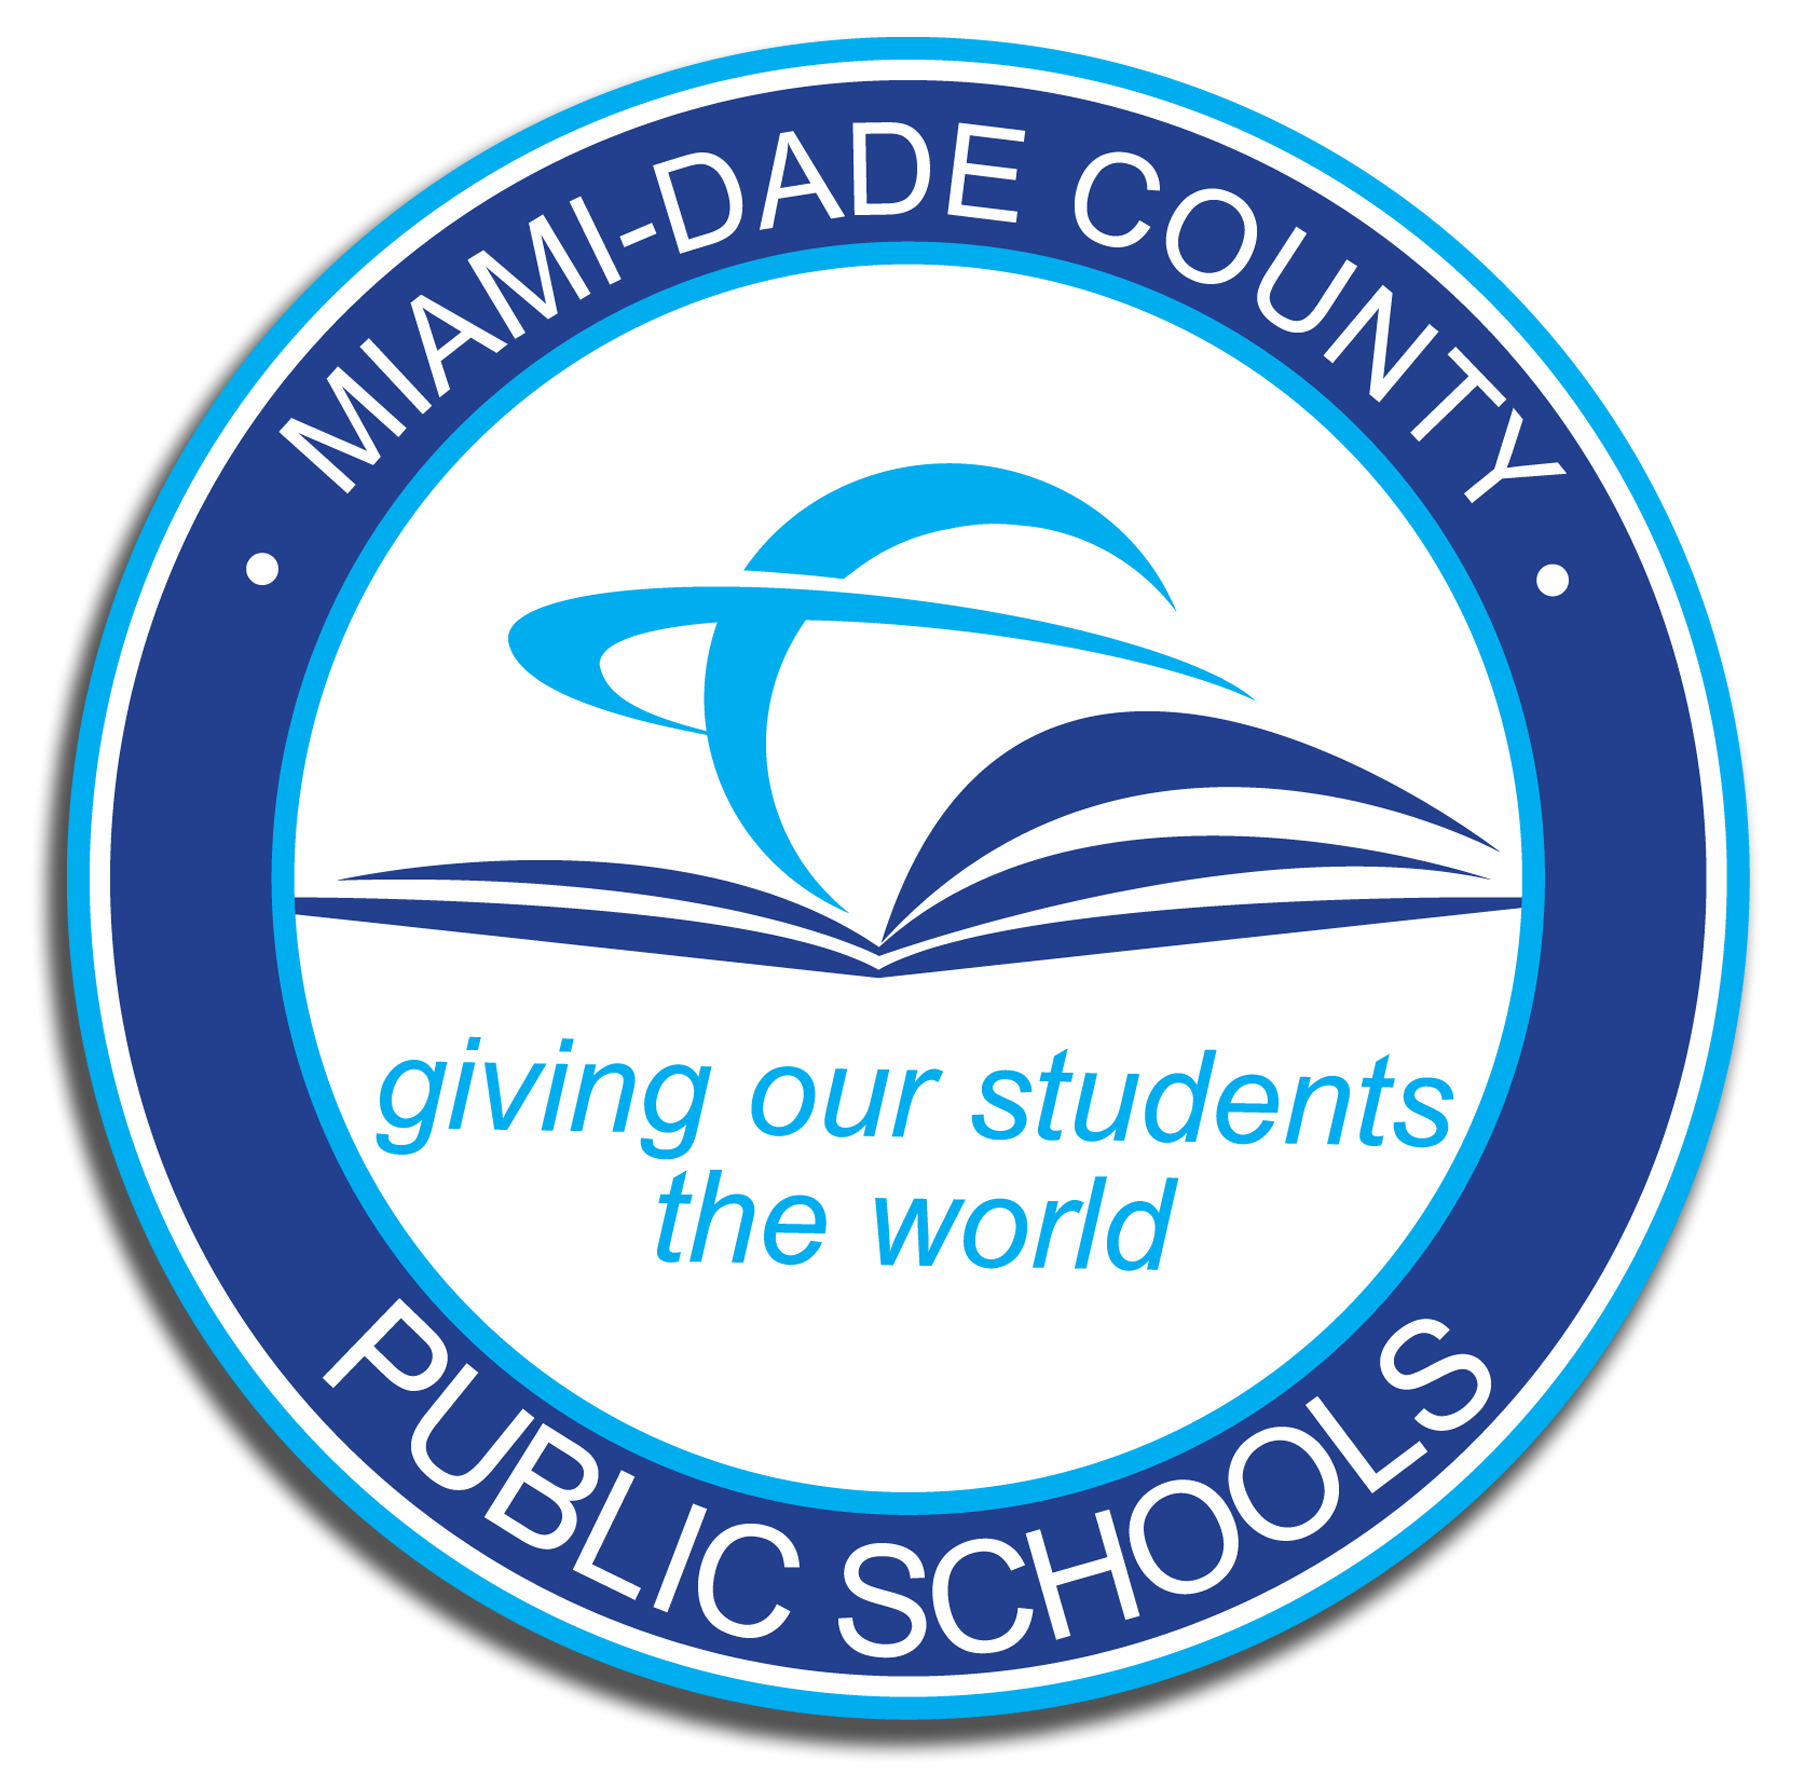 MIAMI-DADE COUNTY
giving our students
the world
PUBLIC SCHOOLS